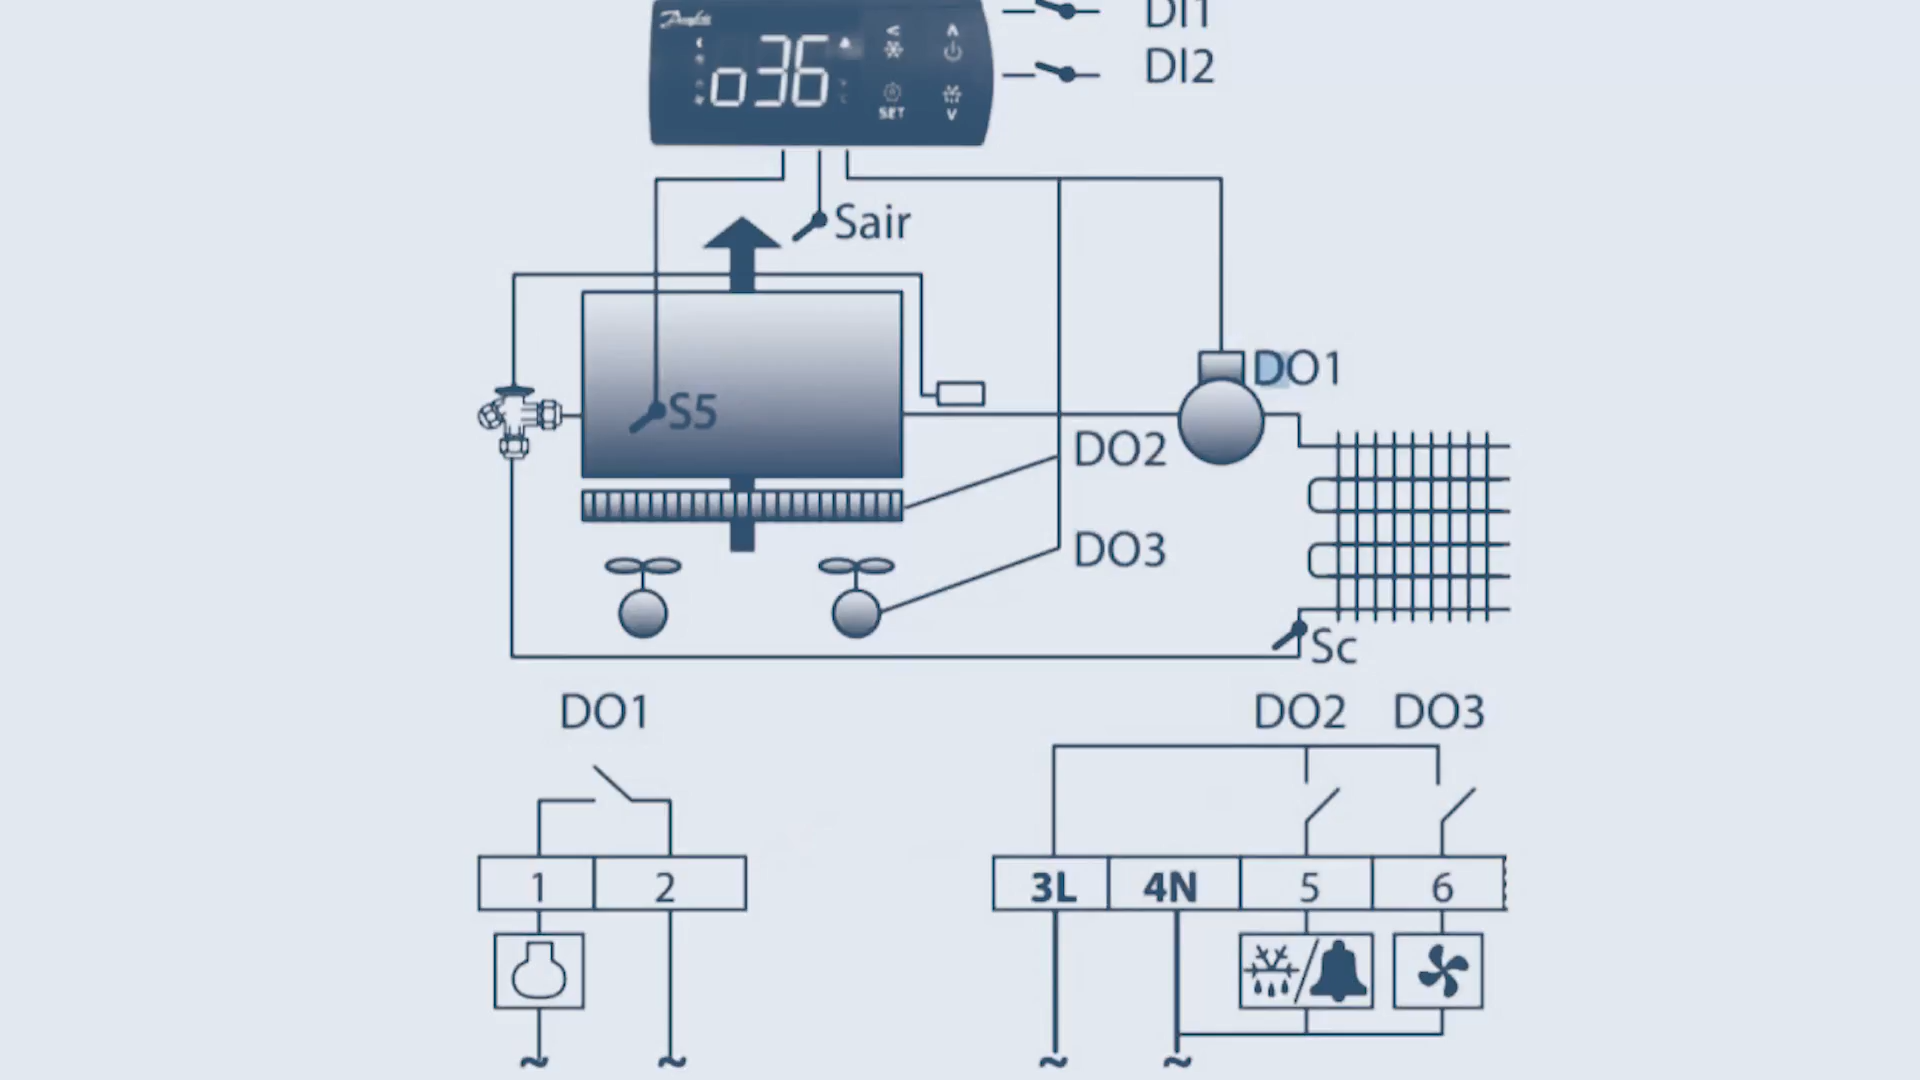 Danfoss
DI1
o36
SET
DI2
Sair
DO1
S5
DO2
DO3
Sc
DO1
DO2 DO3
1 2
3L 4N 5 6